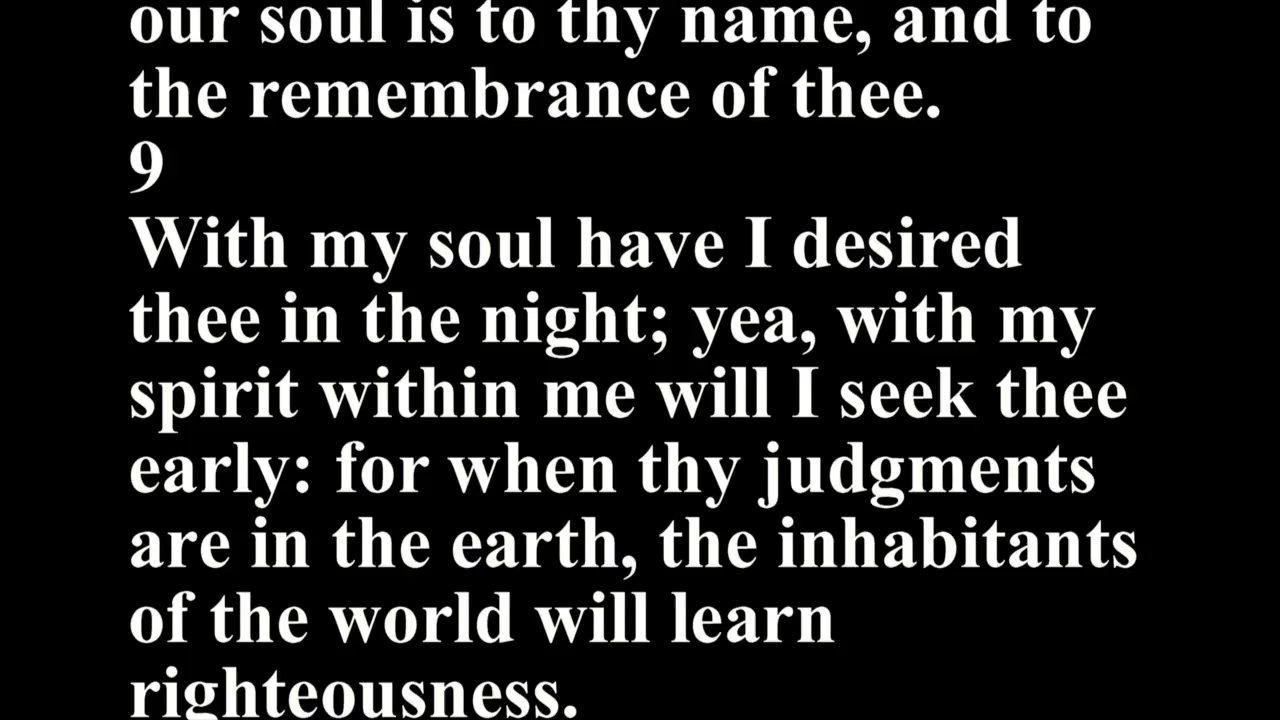 our soul is to thy name, and to
the remembrance of thee.
9
With my soul have I desired
thee in the night; yea, with my
spirit within me will I seek thee
early: for when thy judgments
are in the earth, the inhabitants
of the world will learn
righteousness.